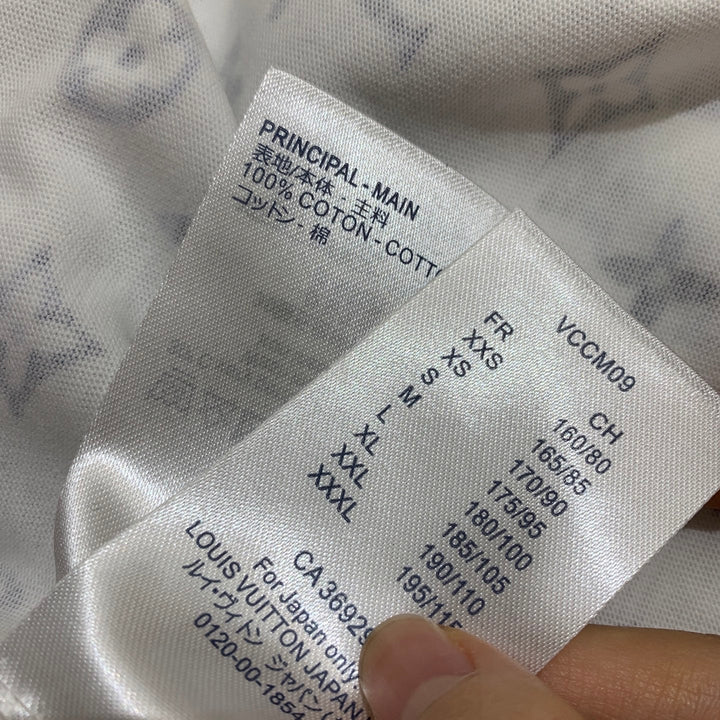 PRINCIPAL - MAIN
表地/本体 - 主料
100% COTON - COTTO
コットン - 棉
VCCM09
FR CH
XXS 160/80
XS 165/85
S 170/90
M 175/95
L 180/100
XL 185/105
XXL 190/110
XXXL 195/115
CA 36929
For Japan only
LOUIS VUITTON JAPAN
ルイ・ヴィトン ジャパン (
0120-00-1854